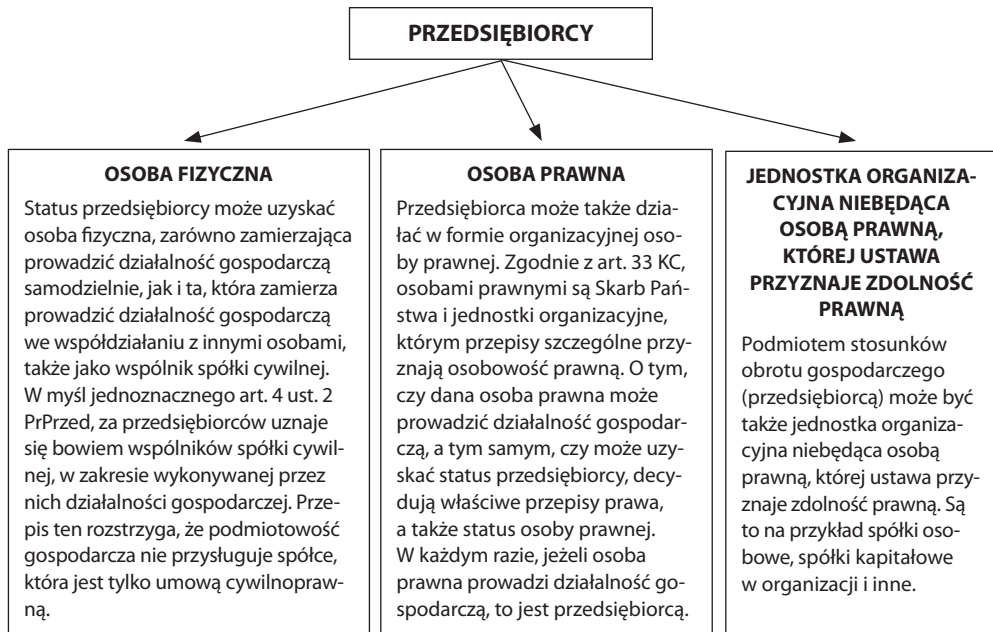 PRZEDSIĘBIORCY
OSOBA FIZYCZNA
Status przedsiębiorcy może uzyskać
osoba fizyczna, zarówno zamierzająca
prowadzić działalność gospodarczą
samodzielnie, jak i ta, która zamierza
prowadzić działalność gospodarczą
we współdziałaniu z innymi osobami,
także jako wspólnik spółki cywilnej.
W myśl jednoznacznego art. 4 ust. 2
PrPrzed, za przedsiębiorców uznaje
się bowiem wspólników spółki cywil-
nej, w zakresie wykonywanej przez
nich działalności gospodarczej. Prze-
pis ten rozstrzyga, że podmiotowość
gospodarcza nie przysługuje spółce,
która jest tylko umową cywilnopraw-
ną.
OSOBA PRAWNA
Przedsiębiorca może także dzia-
łać w formie organizacyjnej oso-
by prawnej. Zgodnie z art. 33 KC,
osobami prawnymi są Skarb Pań-
stwa i jednostki organizacyjne,
którym przepisy szczególne przy-
znają osobowość prawną. O tym,
czy dana osoba prawna może
prowadzić działalność gospodar-
czą, a tym samym, czy może uzy-
skać status przedsiębiorcy, decy-
dują właściwe przepisy prawa,
a także status osoby prawnej.
W każdym razie, jeżeli osoba
prawna prowadzi działalność go-
spodarczą, to jest przedsiębiorcą.
JEDNOSTKA ORGANIZA-
CYJNA NIEBĘDĄCA
OSOBĄ PRAWNĄ,
KTÓREJ USTAWA
PRZYZNAJE ZDOLNOŚĆ
PRAWNĄ
Podmiotem stosunków
obrotu gospodarczego
(przedsiębiorcą) może być
także jednostka organiza-
cyjna niebędąca osobą
prawną, której ustawa przy-
znaje zdolność prawną. Są
to na przykład spółki oso-
bowe, spółki kapitałowe
w organizacji i inne.